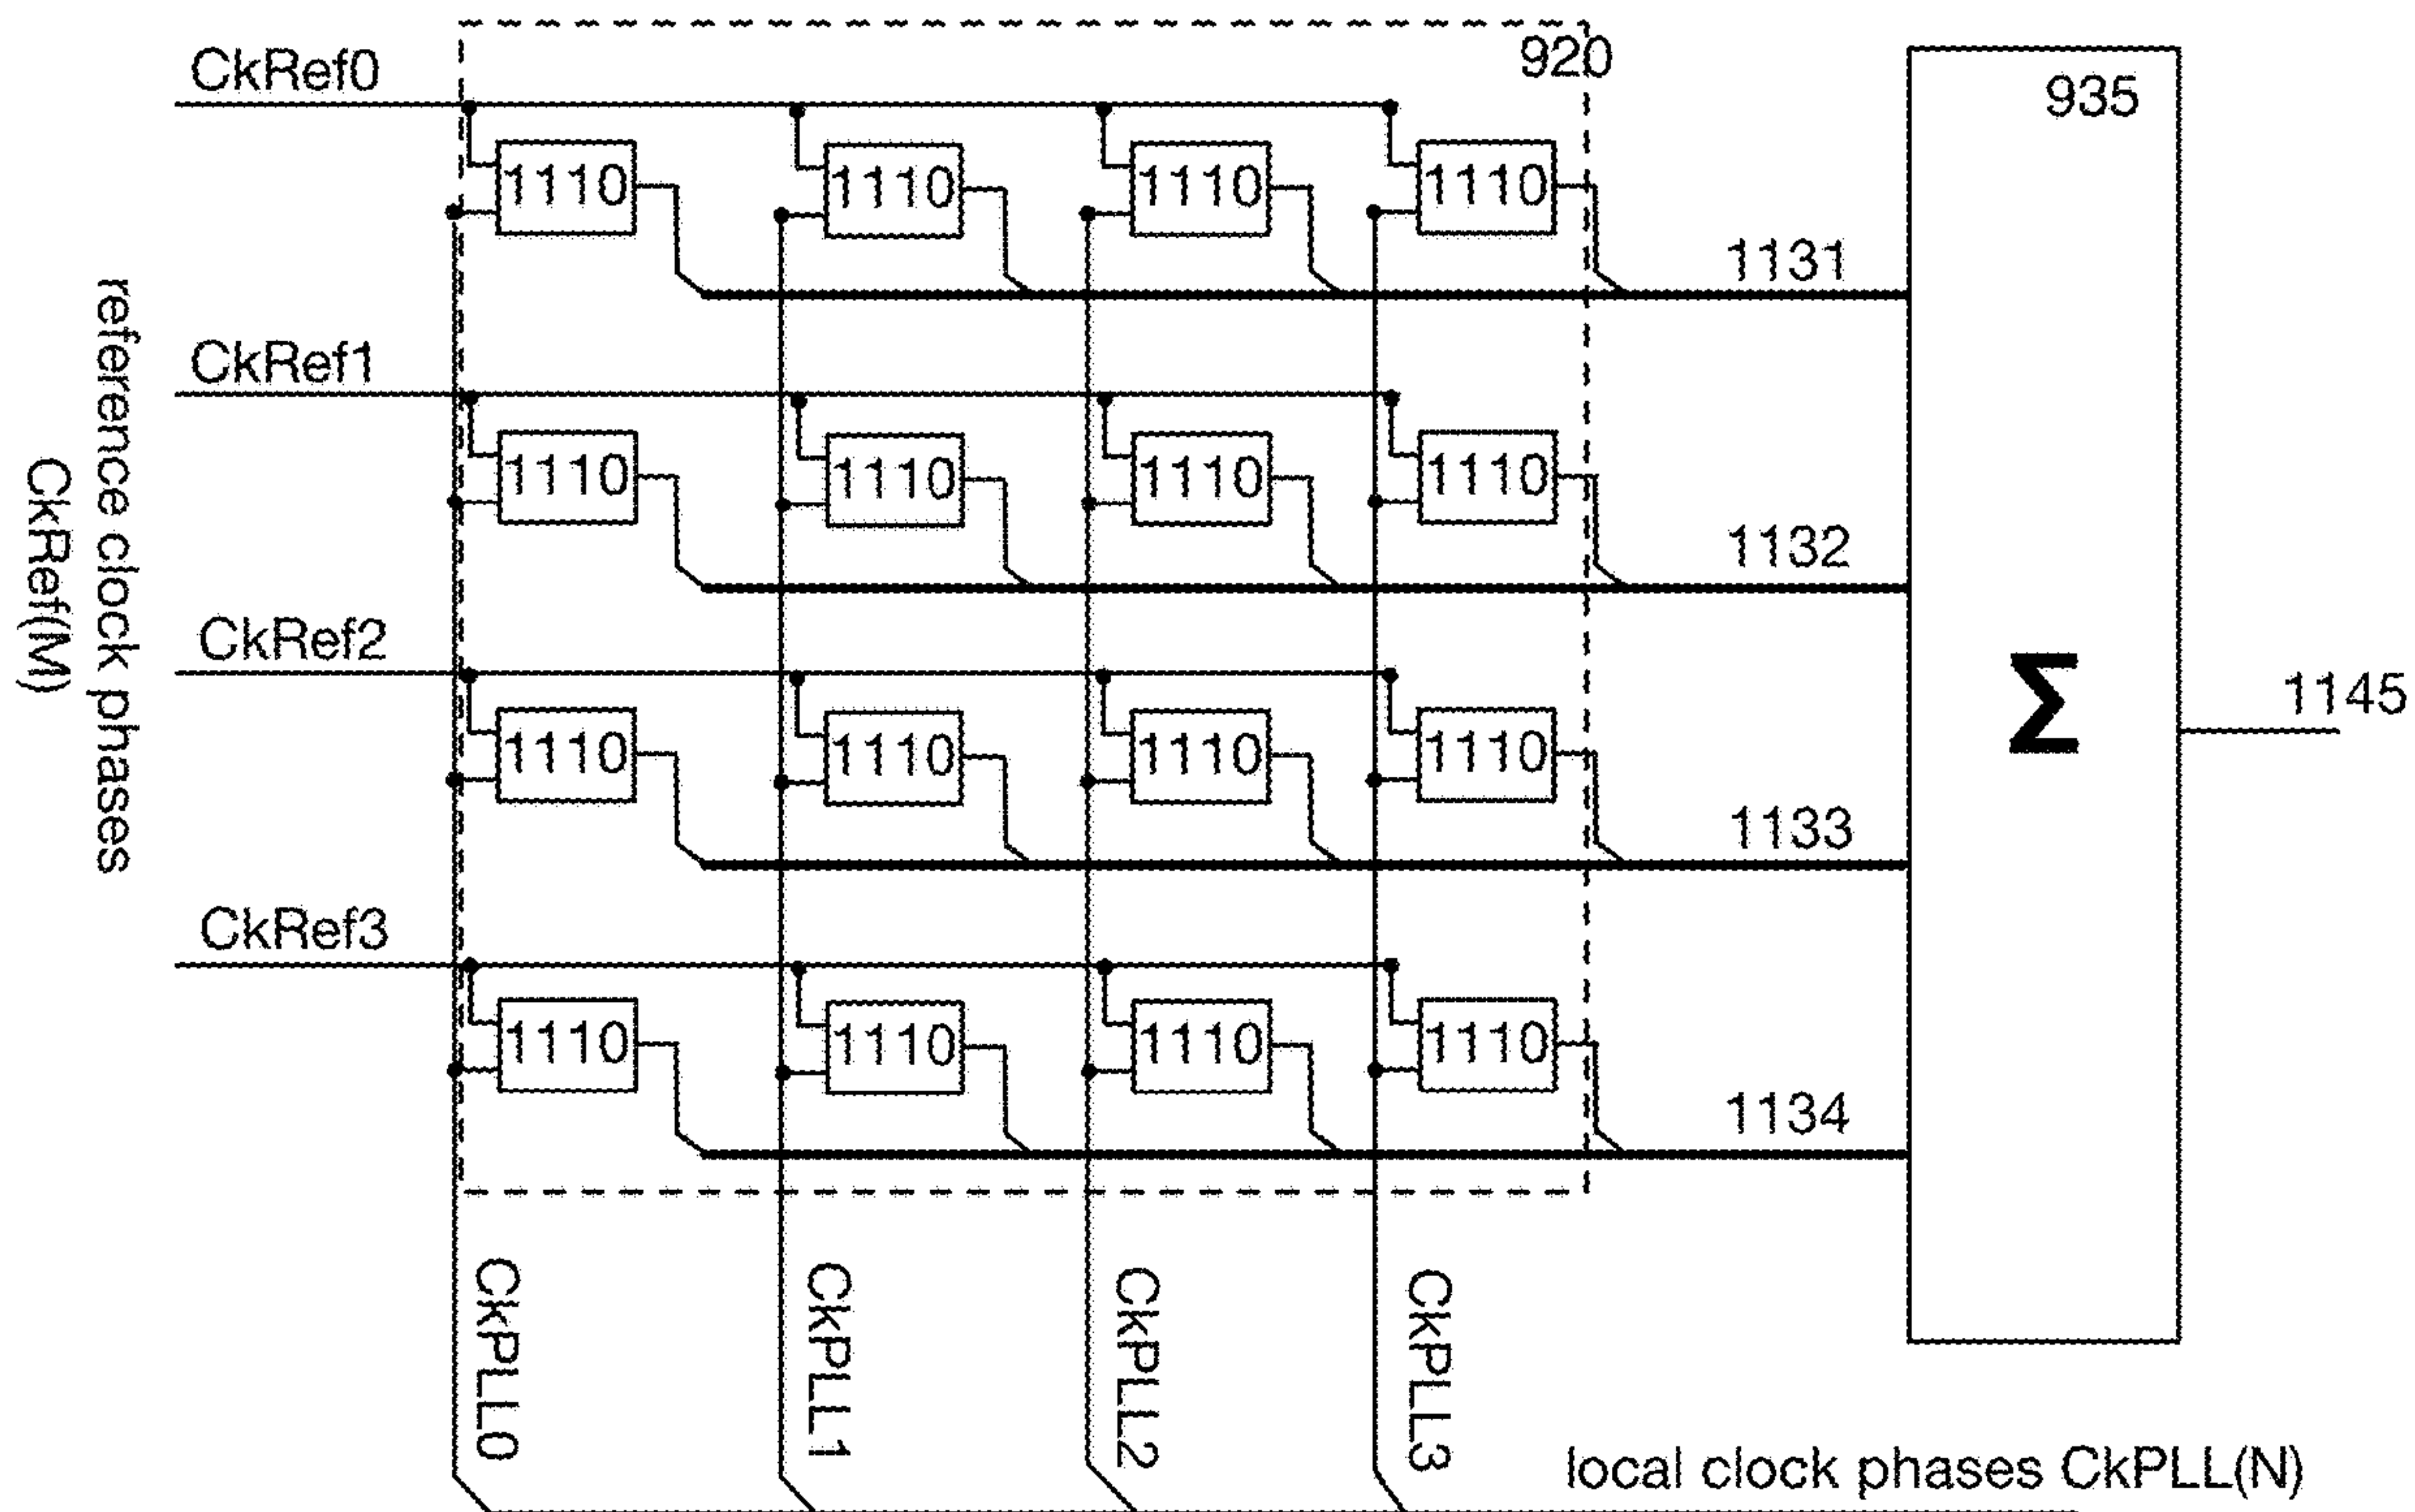 CkRef0
920
935
1110 1110 1110 1110
1131
CkRef1
1110 1110 1110 1110
1132
reference clock phases
CkRef(M)
CkRef2
1110 1110 1110 1110
Σ
1145
1133
CkRef3
1110 1110 1110 1110
1134
CkPLL0
CkPLL1
CkPLL2
CkPLL3
local clock phases CkPLL(N)